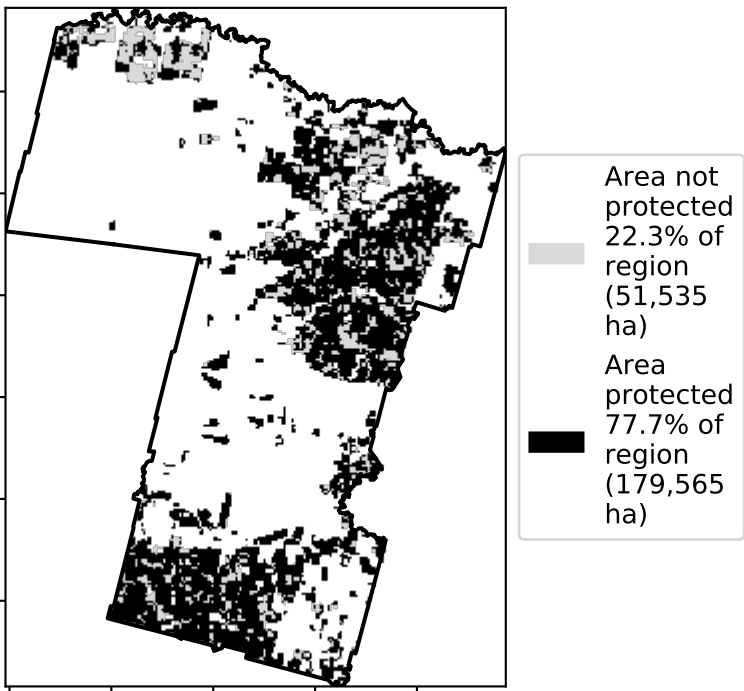 Area not
protected
22.3% of
region
(51,535
ha)
Area
protected
77.7% of
region
(179,565
ha)